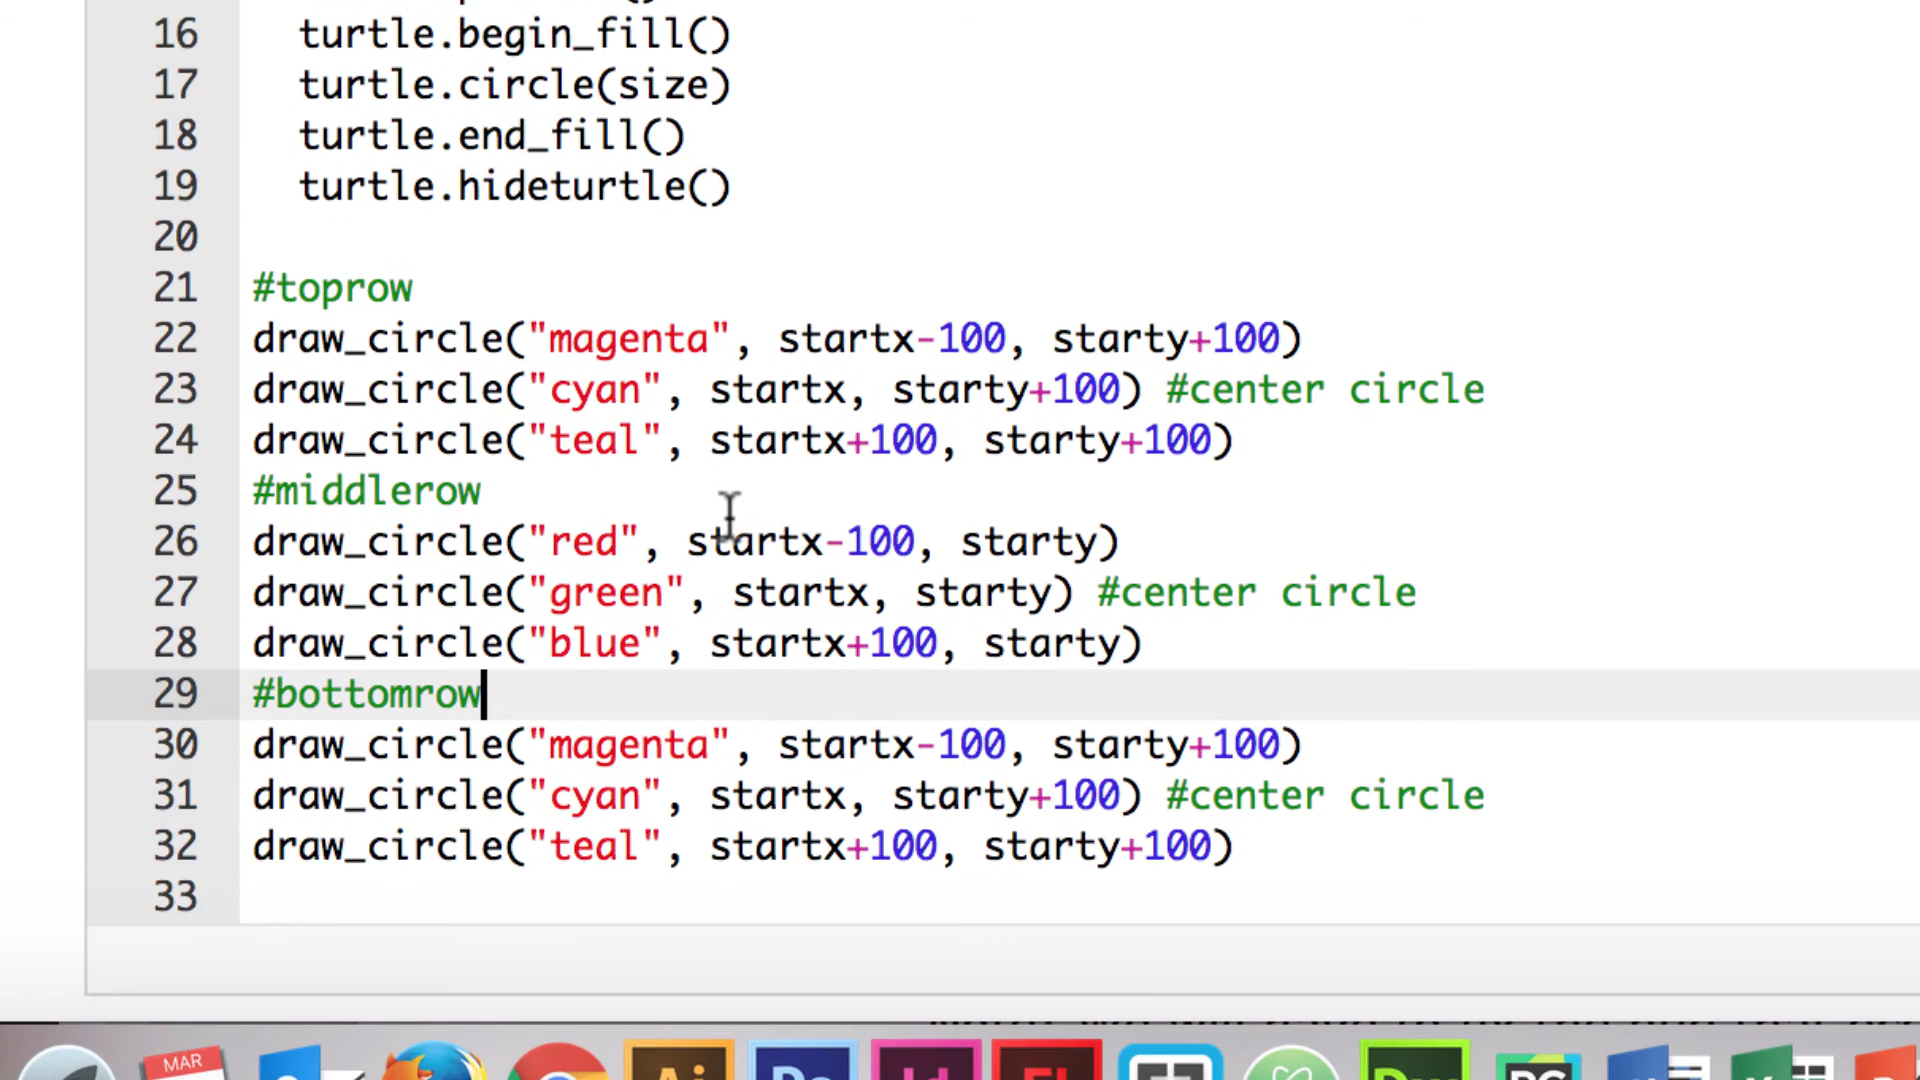 16 turtle.begin_fill()
17 turtle.circle(size)
18 turtle.end_fill()
19 turtle.hideturtle()
20
21 #toprow
22 draw_circle("magenta", startx-100, starty+100)
23 draw_circle("cyan", startx, starty+100) #center circle
24 draw_circle("teal", startx+100, starty+100)
25 #middlerow
26 draw_circle("red", startx-100, starty)
27 draw_circle("green", startx, starty) #center circle
28 draw_circle("blue", startx+100, starty)
29 #bottomrow
30 draw_circle("magenta", startx-100, starty+100)
31 draw_circle("cyan", startx, starty+100) #center circle
32 draw_circle("teal", startx+100, starty+100)
33
MAR